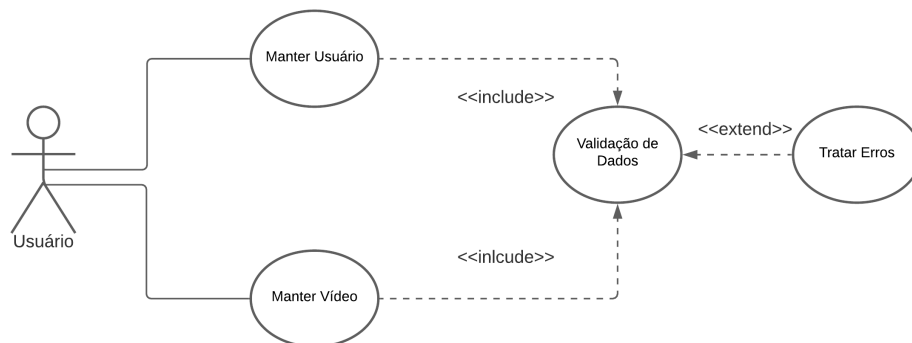 Manter Usuário
<<include>>
<<extend>>
Validação de
Dados
Tratar Erros
Usuário
<<inlcude>>
Manter Vídeo